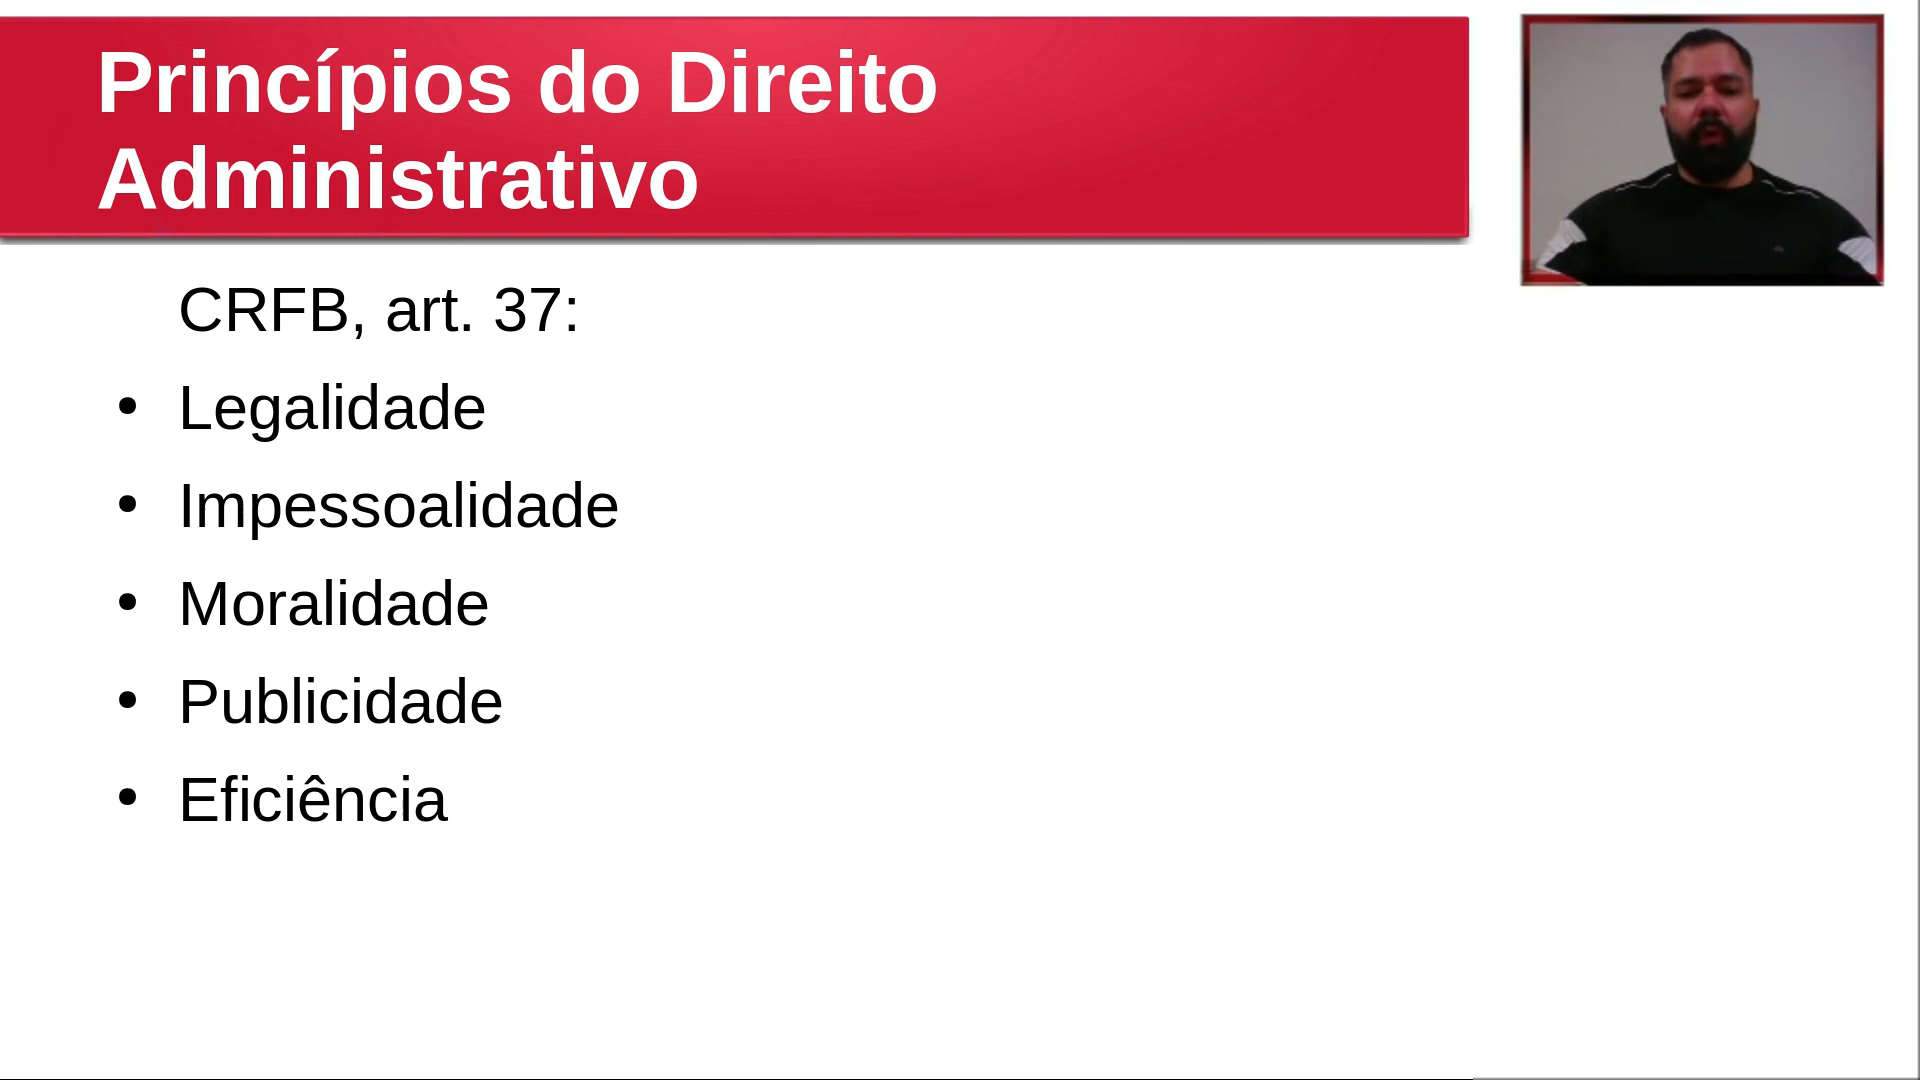 Princípios do Direito
Administrativo
CRFB, art. 37:
• Legalidade
• Impessoalidade
• Moralidade
• Publicidade
• Eficiência